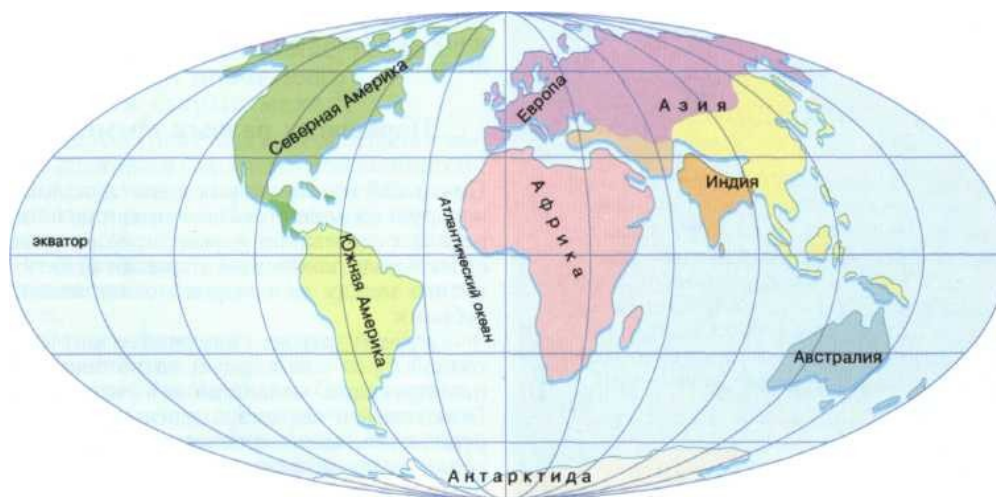 Северная Америка
Европа
Азия
Индия
Африка
Атлантический океан
экватор
Южная Америка
Австралия
Антарктида